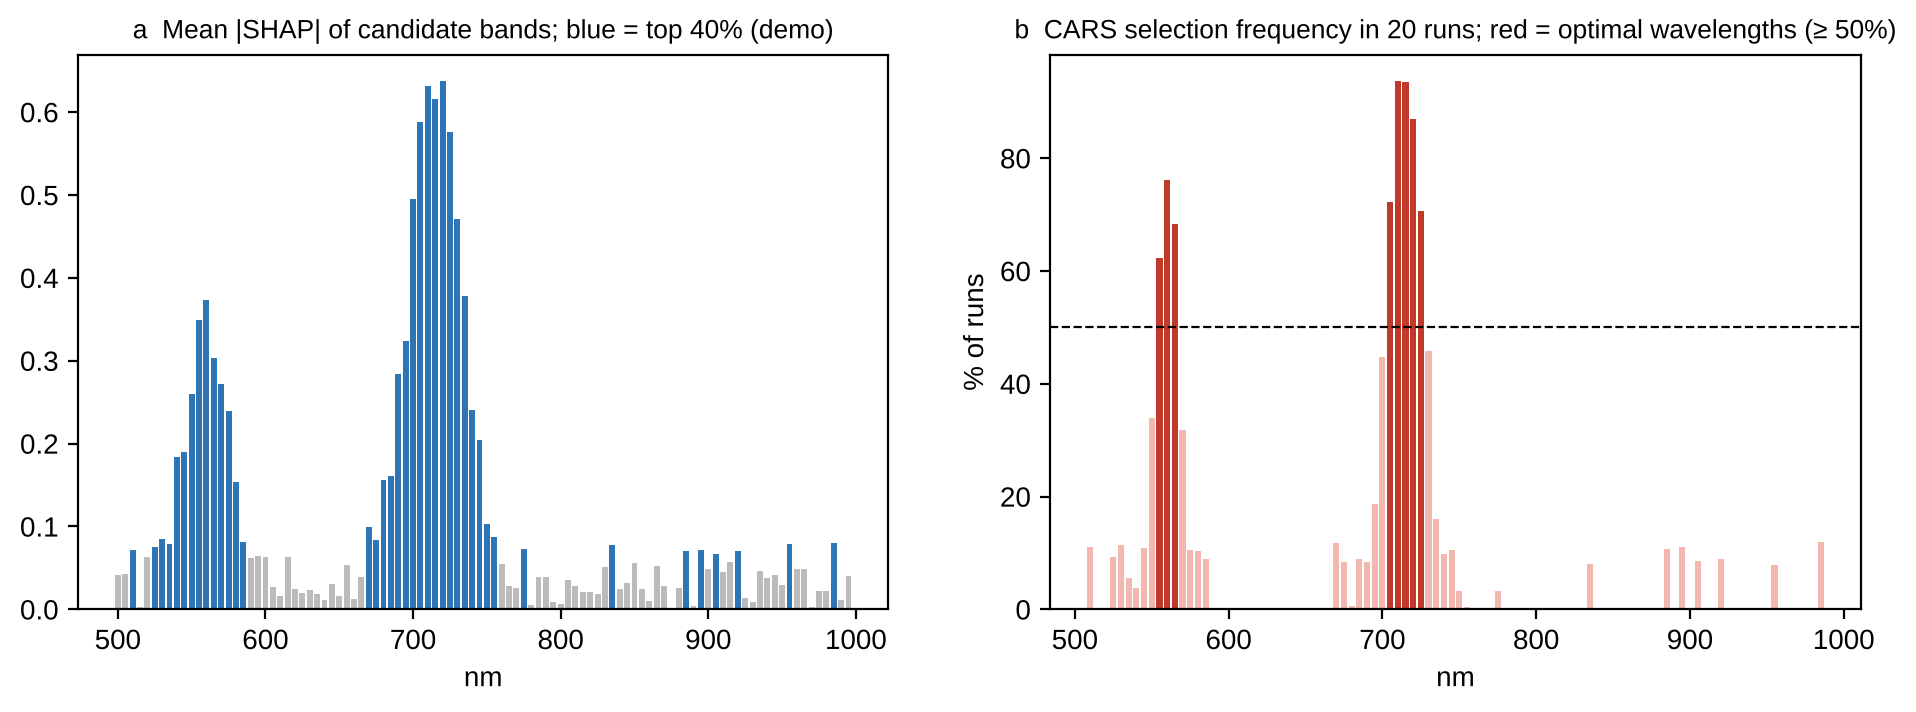 a  Mean |SHAP| of candidate bands; blue = top 40% (demo)
0.6
0.5
0.4
0.3
0.2
0.1
0.0
500 600 700 800 900 1000
nm
b  CARS selection frequency in 20 runs; red = optimal wavelengths (≥ 50%)
% of runs
80
60
40
20
0
500 600 700 800 900 1000
nm